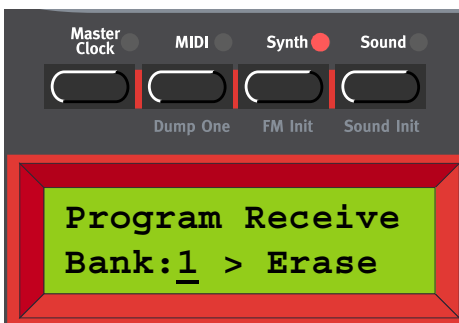 Master
Clock
MIDI
Synth
Sound
Dump One
FM Init
Sound Init
Program Receive
Bank:1 > Erase